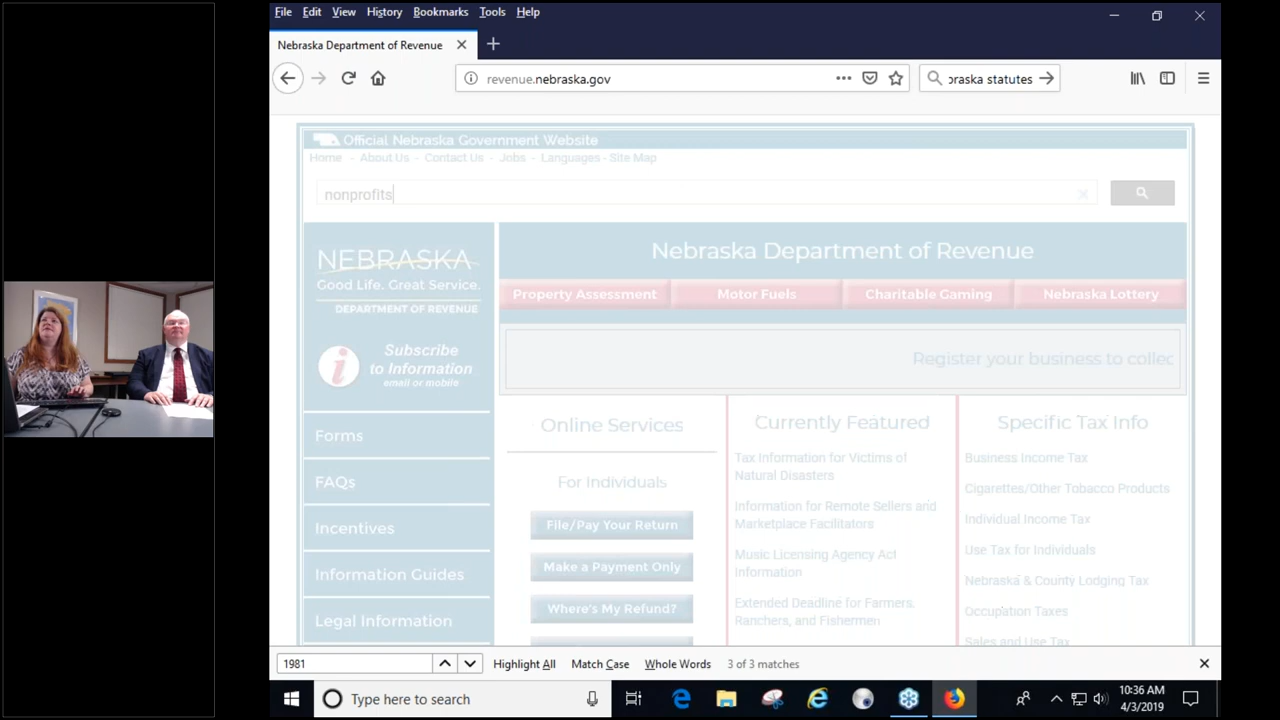 File Edit View History Bookmarks Tools Help
Nebraska Department of Revenue
revenue.nebraska.gov
braska statutes
Official Nebraska Government Website
Home - About Us - Contact Us - Jobs - Languages - Site Map
nonprofits
NEBRASKA
Good Life. Great Service.
DEPARTMENT OF REVENUE
Nebraska Department of Revenue
Property Assessment Motor Fuels Charitable Gaming Nebraska Lottery
Register your business to collec
Subscribe
to Information
email or mobile
Forms
FAQs
Incentives
Information Guides
Legal Information
Online Services
For Individuals
File/Pay Your Return
Make a Payment Only
Where's My Refund?
Currently Featured
Tax Information for Victims of
Natural Disasters
Information for Remote Sellers and
Marketplace Facilitators
Music Licensing Agency Act
Information
Extended Deadline for Farmers,
Ranchers, and Fishermen
Specific Tax Info
Business Income Tax
Cigarettes/Other Tobacco Products
Individual Income Tax
Use Tax for Individuals
Nebraska & County Lodging Tax
Occupation Taxes
Sales and Use Tax
1981 Highlight All Match Case Whole Words 3 of 3 matches
Type here to search
10:36 AM
4/3/2019